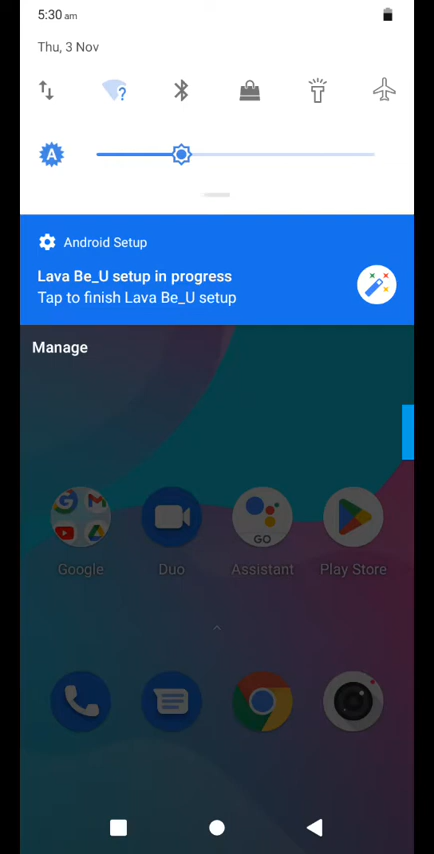 5:30 am
Thu, 3 Nov
?
A
Android Setup
Lava Be_U setup in progress
Tap to finish Lava Be_U setup
Manage
GO
Google
Duo
Assistant
Play Store